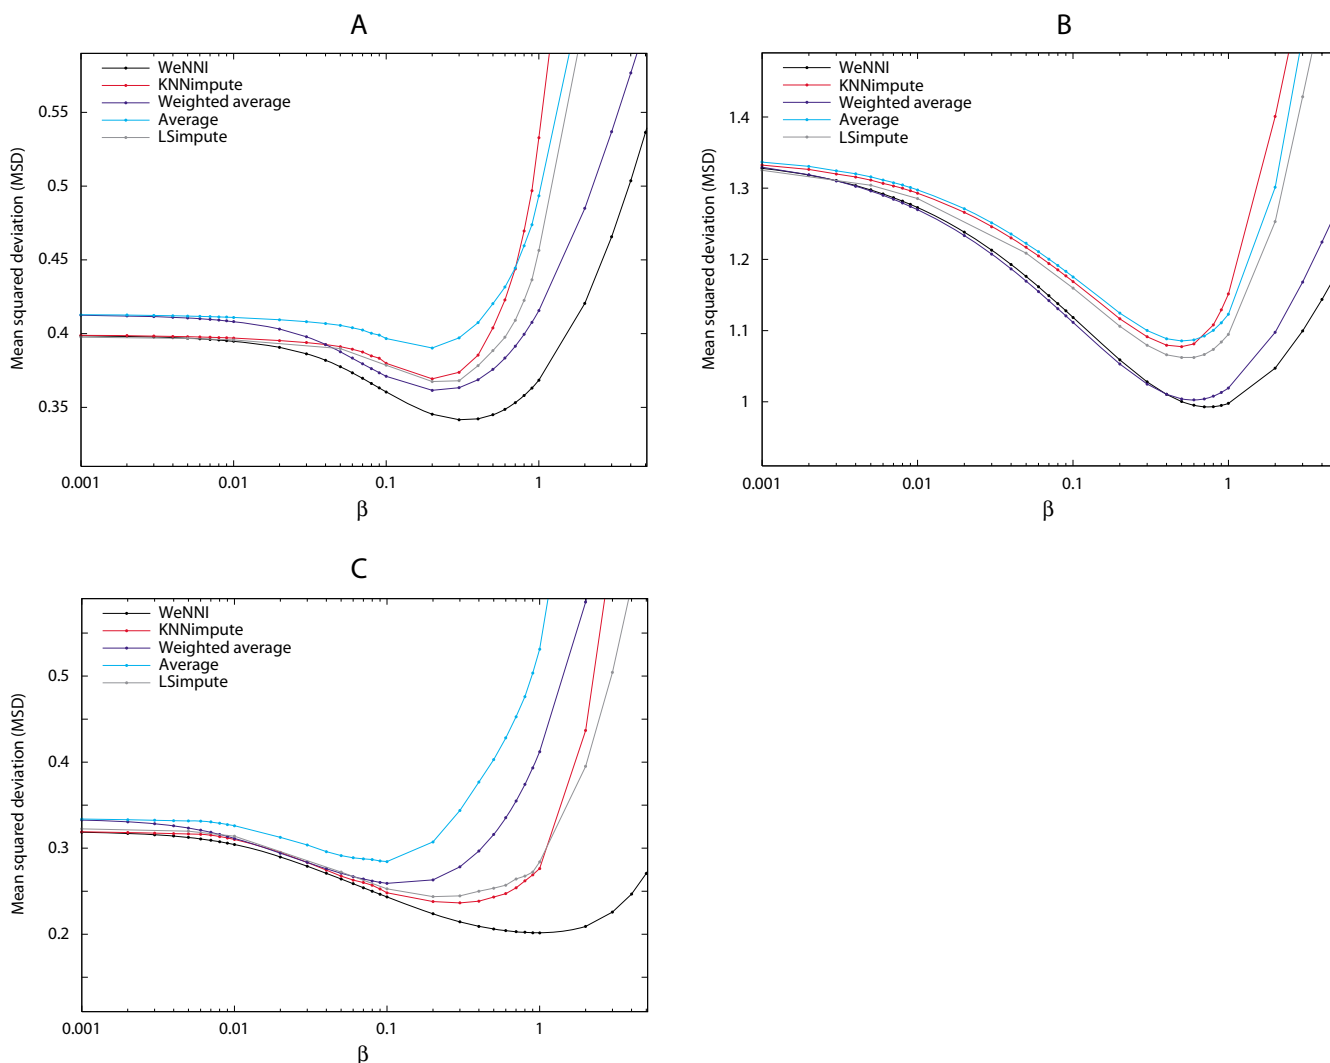 A
WeNNI
KNNimpute
Weighted average
Average
LSimpute
0.55
0.5
0.45
0.4
0.35
Mean squared deviation (MSD)
0.001
0.01
0.1
1
β
B
WeNNI
KNNimpute
Weighted average
Average
LSimpute
1.4
1.3
1.2
1.1
1
Mean squared deviation (MSD)
0.001
0.01
0.1
1
β
C
WeNNI
KNNimpute
Weighted average
Average
LSimpute
0.5
0.4
0.3
0.2
Mean squared deviation (MSD)
0.001
0.01
0.1
1
β